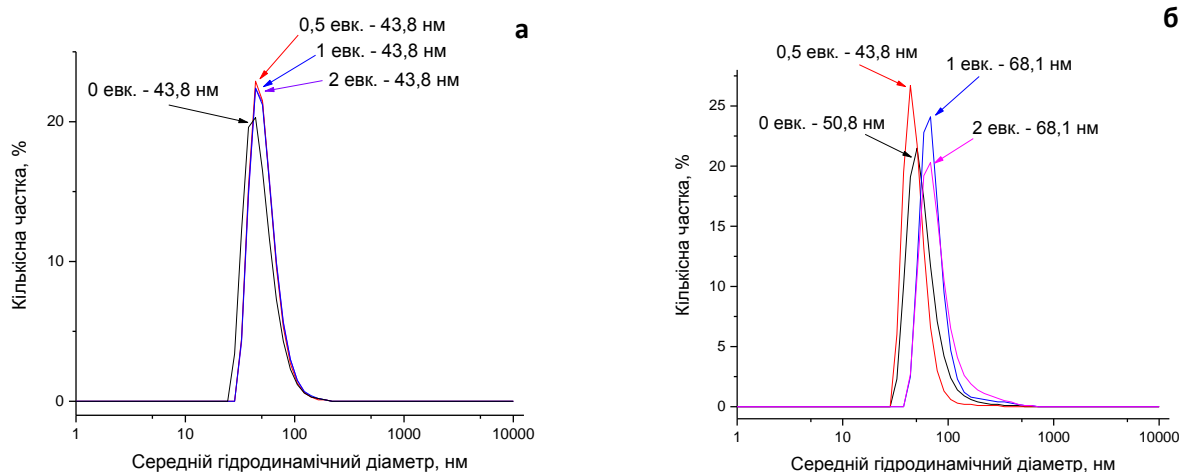 а
0,5 евк. - 43,8 нм
1 евк. - 43,8 нм
2 евк. - 43,8 нм
0 евк. - 43,8 нм
Кількісна частка, %
20
10
0
1
10
100
1000
10000
Середній гідродинамічний діаметр, нм
б
0,5 евк. - 43,8 нм
1 евк. - 68,1 нм
0 евк. - 50,8 нм
2 евк. - 68,1 нм
Кількісна частка, %
25
20
15
10
5
0
1
10
100
1000
10000
Середній гідродинамічний діаметр, нм